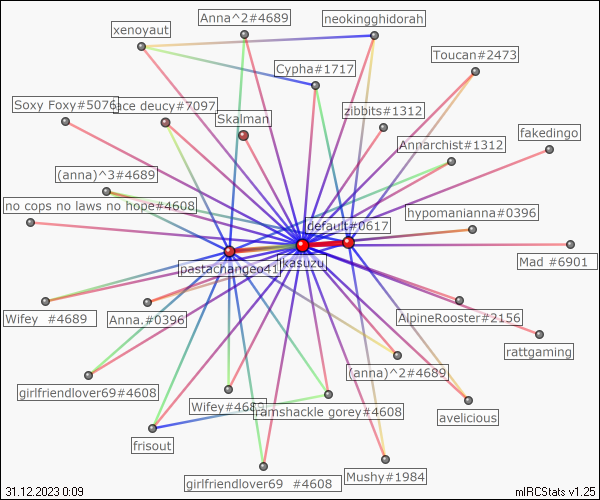 Anna^2#4689
neokingghidorah
xenoyaut
Toucan#2473
Cypha#1717
Soxy Foxy#5076
ace deucy#7097
zibbits#1312
Skalman
fakedingo
Annarchist#1312
(anna)^3#4689
no cops no laws no hope#4608
hypomanianna#0396
default#0617
kasuzu
pastachangeo41
Mad #6901
Wifey #4689
Anna.#0396
AlpineRooster#2156
rattgaming
(anna)^2#4689
girlfriendlover69#4608
Wifey#4689
ramshackle gorey#4608
avelicious
frisout
Mushy#1984
girlfriendlover69 #4608
31.12.2023 0:09
mIRCStats v1.25